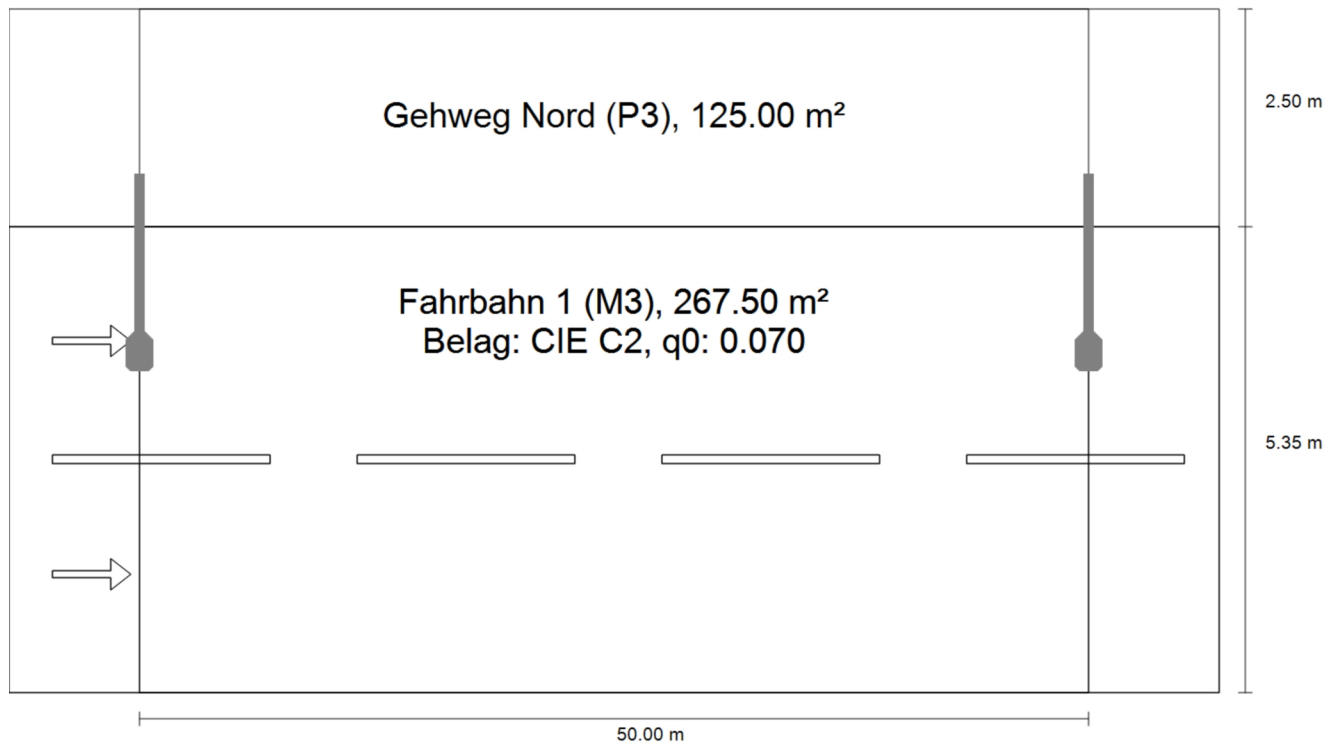 2.50 m
Gehweg Nord (P3), 125.00 m²
Fahrbahn 1 (M3), 267.50 m²
Belag: CIE C2, q0: 0.070
5.35 m
50.00 m